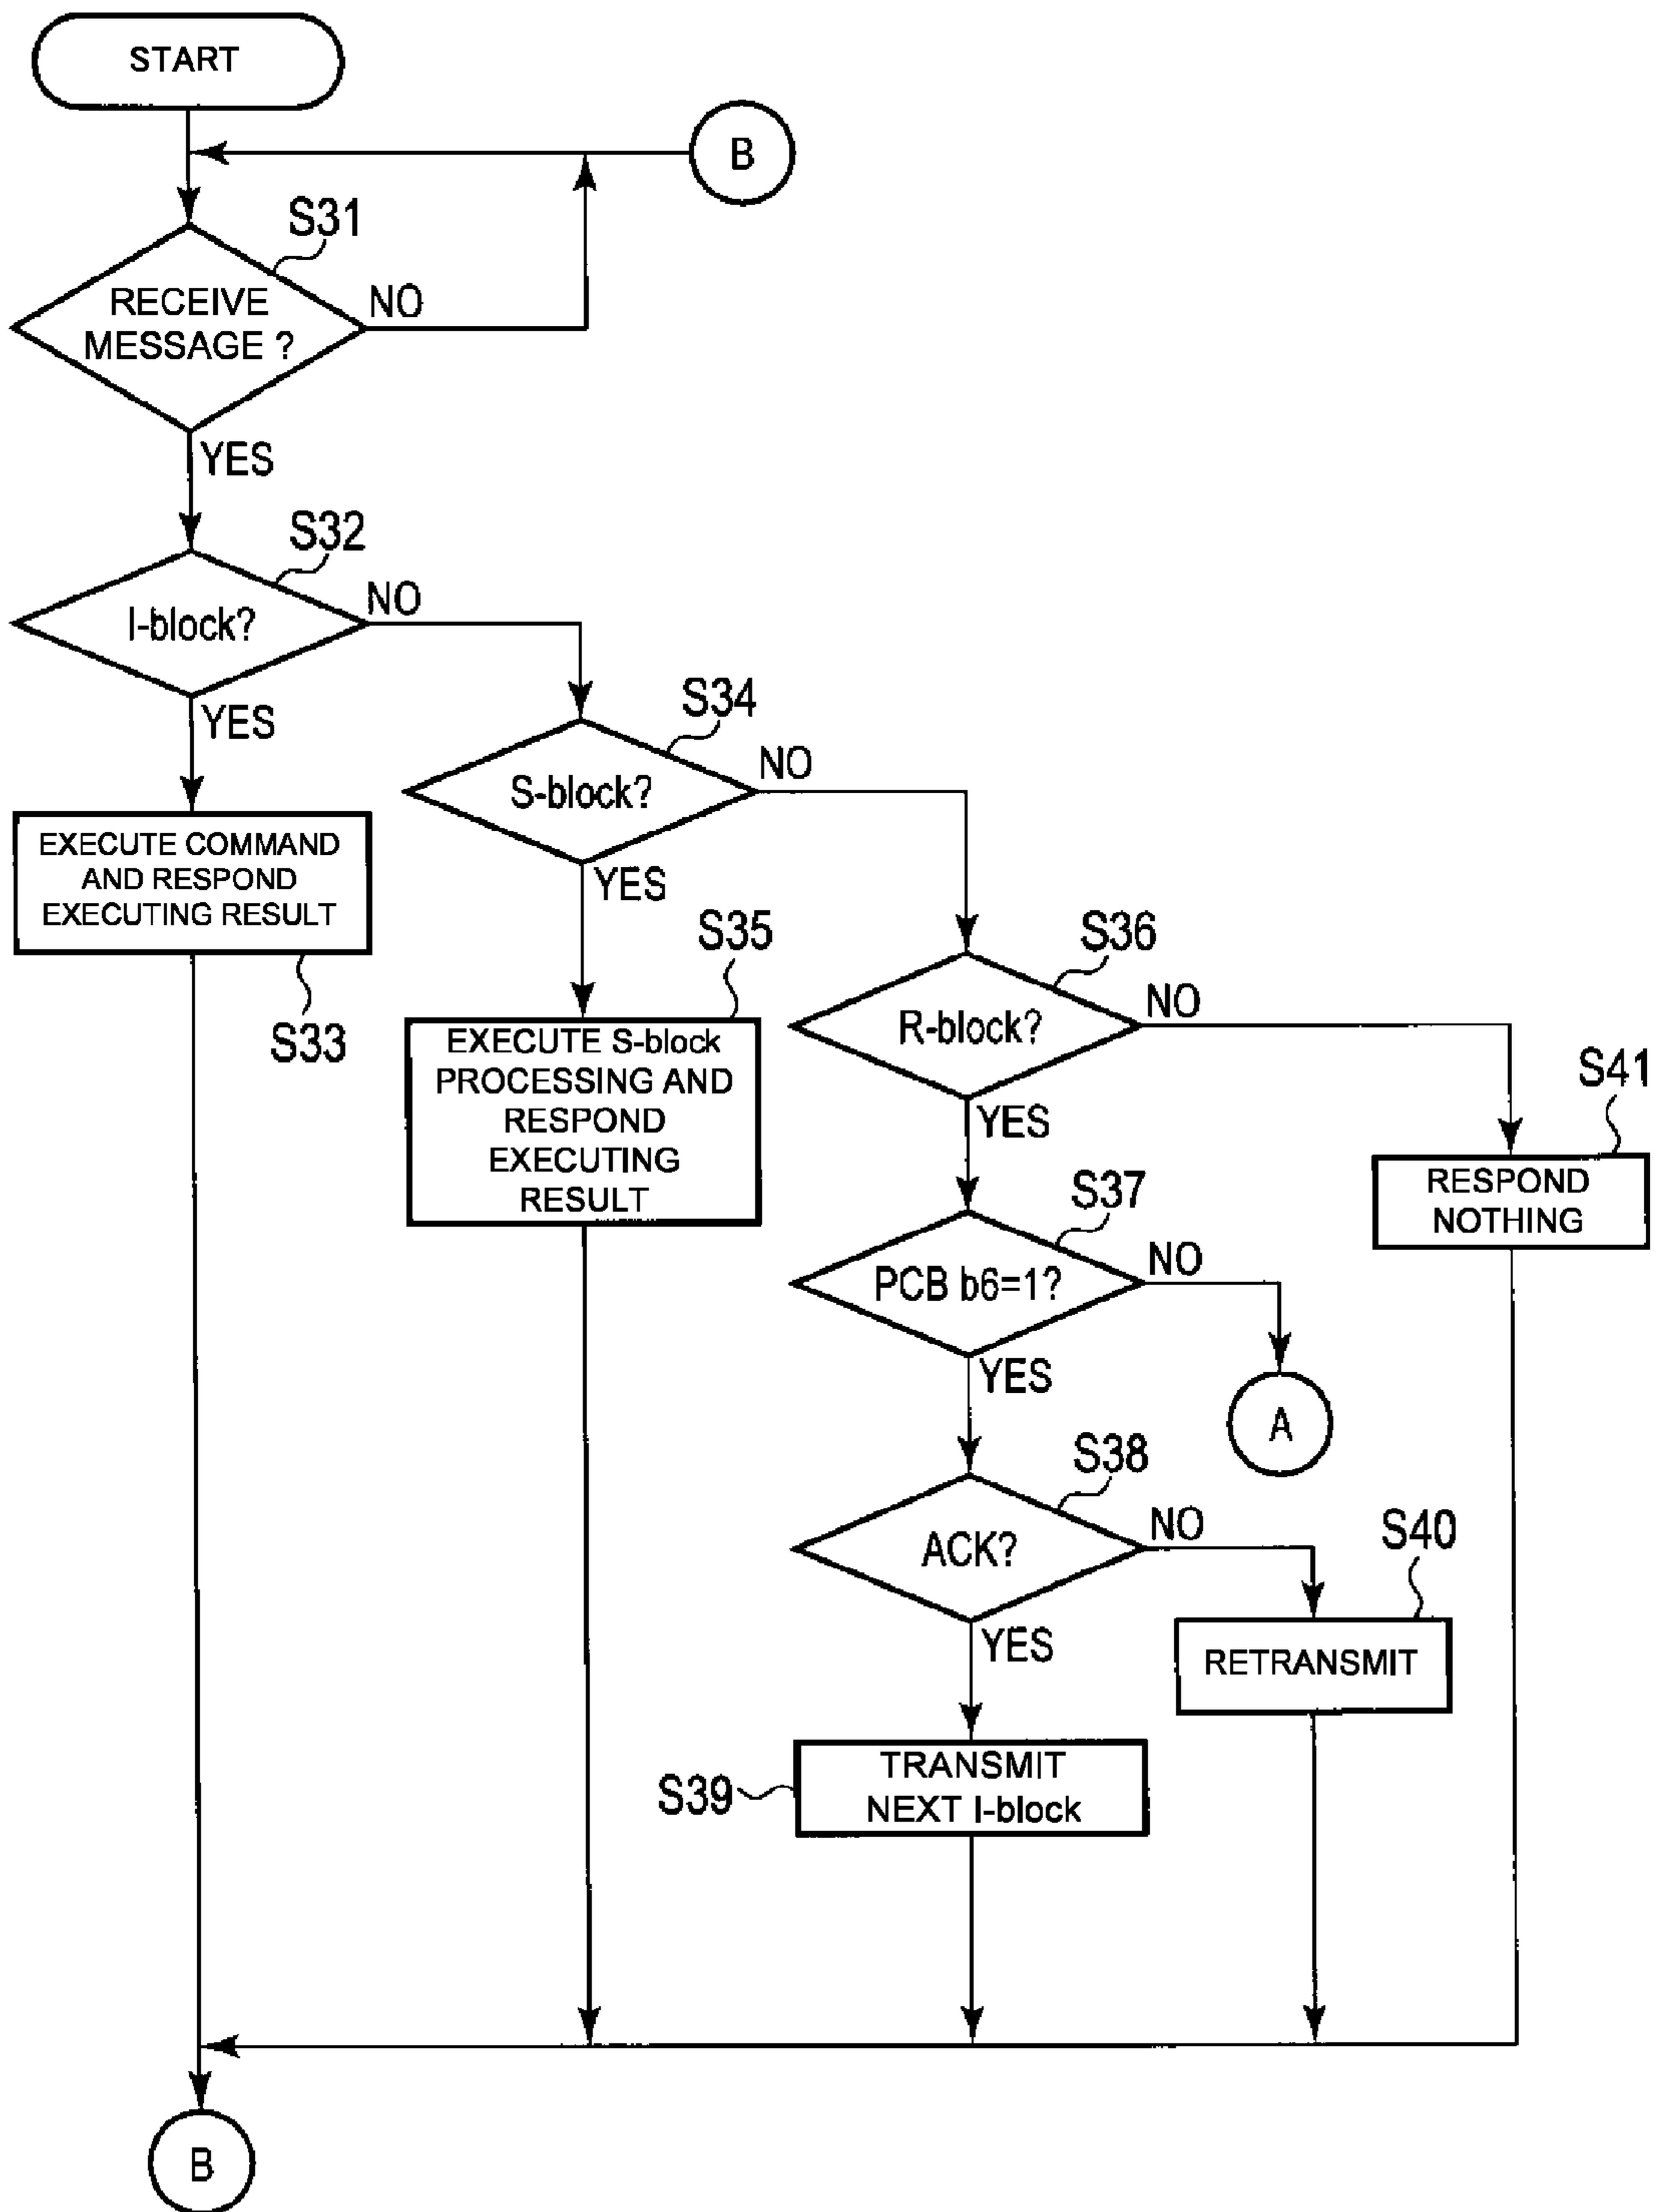 START
B
S31
RECEIVE
MESSAGE ?
NO
YES
S32
I-block?
NO
YES
S34
S-block?
NO
YES
EXECUTE COMMAND
AND RESPOND
EXECUTING RESULT
S33
S35
EXECUTE S-block
PROCESSING AND
RESPOND
EXECUTING
RESULT
S36
R-block?
NO
YES
S41
RESPOND
NOTHING
S37
PCB b6=1?
NO
YES
A
S38
ACK?
NO
YES
S40
RETRANSMIT
S39
TRANSMIT
NEXT I-block
B